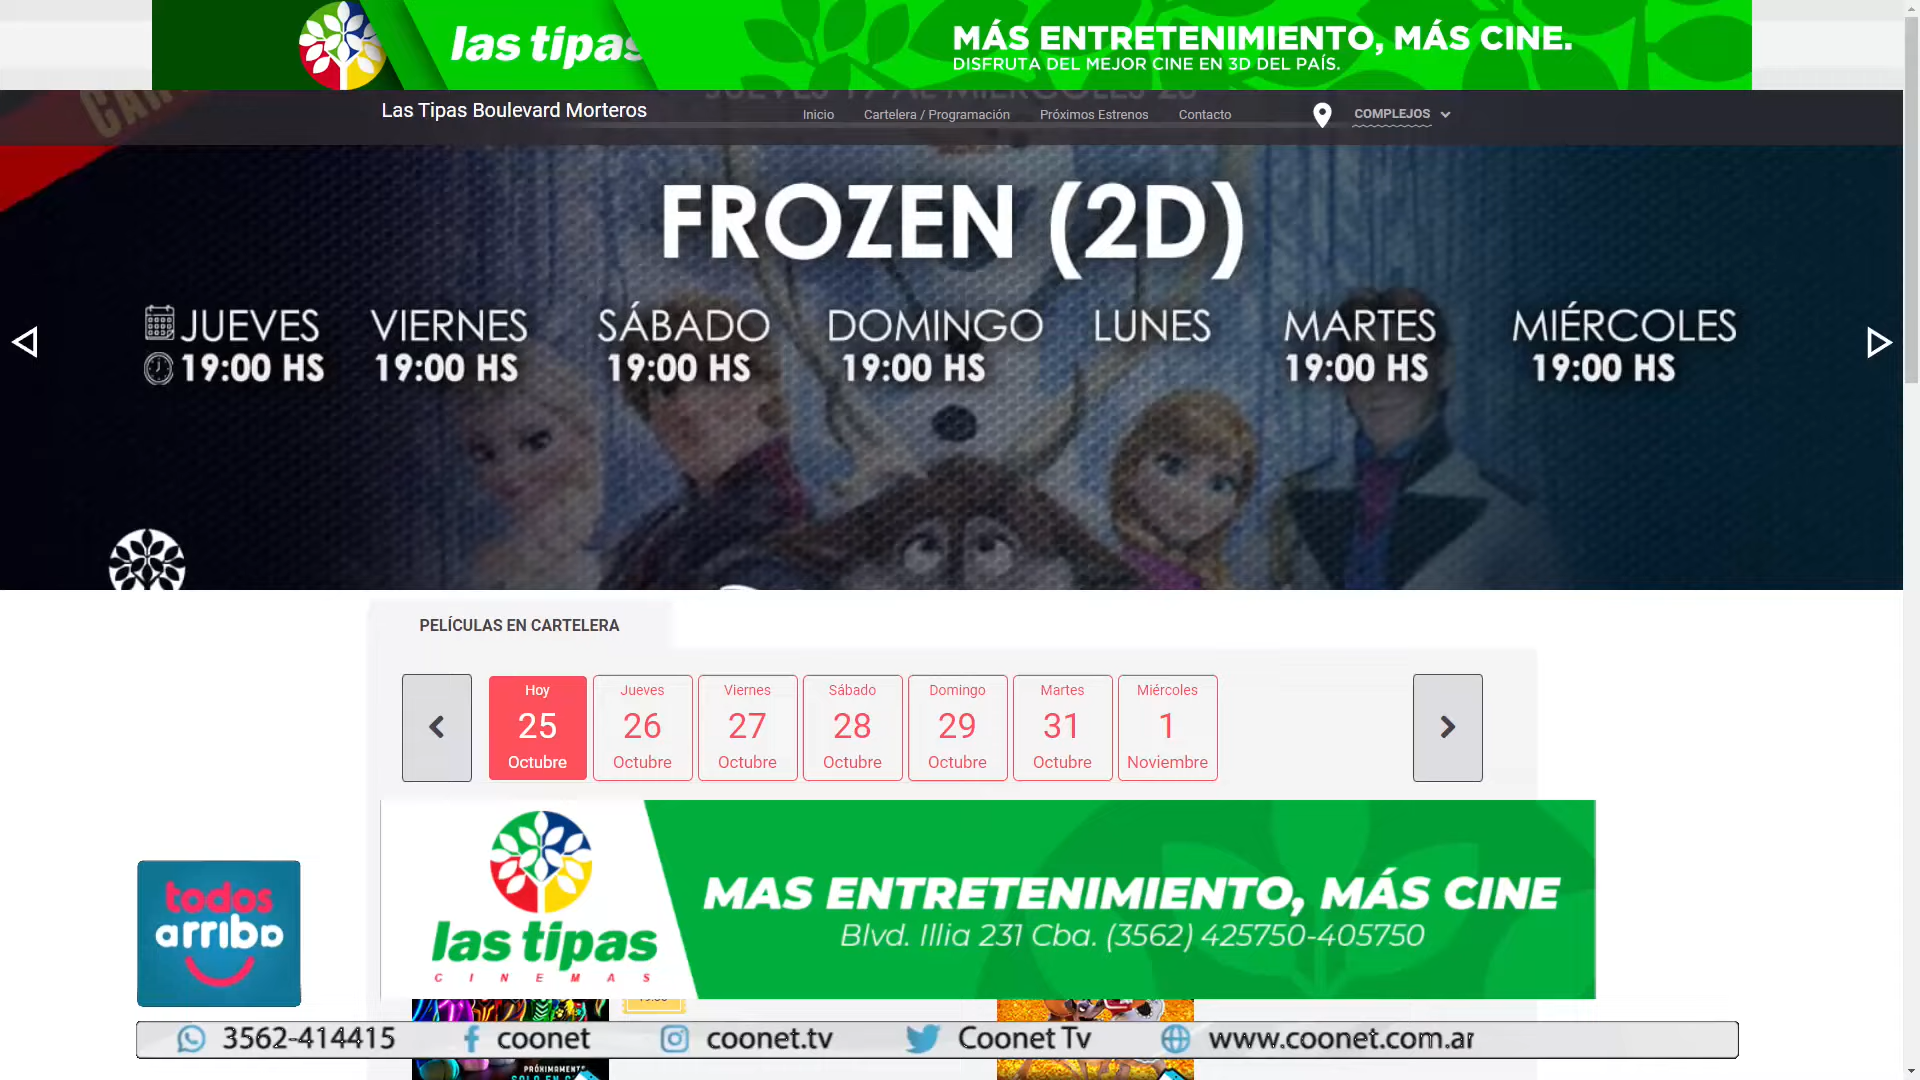 las tipas
MÁS ENTRETENIMIENTO, MÁS CINE.
DISFRUTA DEL MEJOR CINE EN 3D DEL PAÍS.
Las Tipas Boulevard Morteros
Inicio
Cartelera / Programación
Próximos Estrenos
Contacto
COMPLEJOS
FROZEN (2D)
JUEVES VIERNES SÁBADO DOMINGO LUNES MARTES MIÉRCOLES
19:00 HS 19:00 HS 19:00 HS 19:00 HS 19:00 HS 19:00 HS
PELÍCULAS EN CARTELERA
Hoy Jueves Viernes Sábado Domingo Martes Miércoles
25 26 27 28 29 31 1
Octubre Octubre Octubre Octubre Octubre Octubre Noviembre
las tipas
CINEMAS
MAS ENTRETENIMIENTO, MÁS CINE
Blvd. Illia 231 Cba. (3562) 425750-405750
todos
arriba
3562-414415 coonet coonet.tv Coonet Tv www.coonet.com.ar
PRÓXIMAMENTE